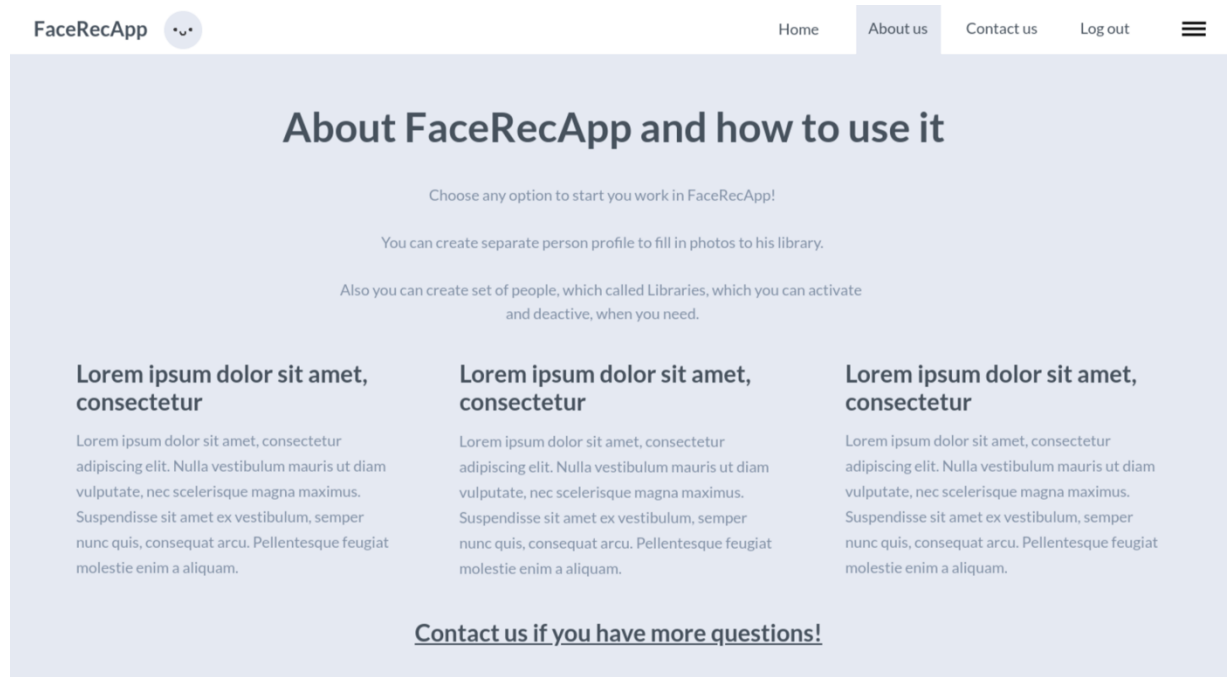 FaceRecApp
Home
About us
Contact us
Log out
About FaceRecApp and how to use it
Choose any option to start you work in FaceRecApp!
You can create separate person profile to fill in photos to his library.
Also you can create set of people, which called Libraries, which you can activate
and deactive, when you need.
Lorem ipsum dolor sit amet,
consectetur
Lorem ipsum dolor sit amet, consectetur
adipiscing elit. Nulla vestibulum mauris ut diam
vulputate, nec scelerisque magna maximus.
Suspendisse sit amet ex vestibulum, semper
nunc quis, consequat arcu. Pellentesque feugiat
molestie enim a aliquam.
Lorem ipsum dolor sit amet,
consectetur
Lorem ipsum dolor sit amet, consectetur
adipiscing elit. Nulla vestibulum mauris ut diam
vulputate, nec scelerisque magna maximus.
Suspendisse sit amet ex vestibulum, semper
nunc quis, consequat arcu. Pellentesque feugiat
molestie enim a aliquam.
Lorem ipsum dolor sit amet,
consectetur
Lorem ipsum dolor sit amet, consectetur
adipiscing elit. Nulla vestibulum mauris ut diam
vulputate, nec scelerisque magna maximus.
Suspendisse sit amet ex vestibulum, semper
nunc quis, consequat arcu. Pellentesque feugiat
molestie enim a aliquam.
Contact us if you have more questions!